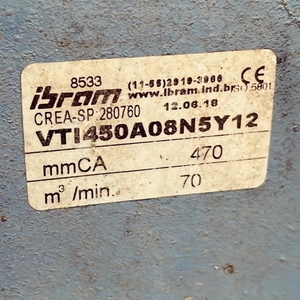 8533 (11-55)2919-3966 CE
ibram www.ibram.ind.br
CREA-SP:280760 12.06.18
VTI450A08N5Y12
mmCA 470
m³/min. 70